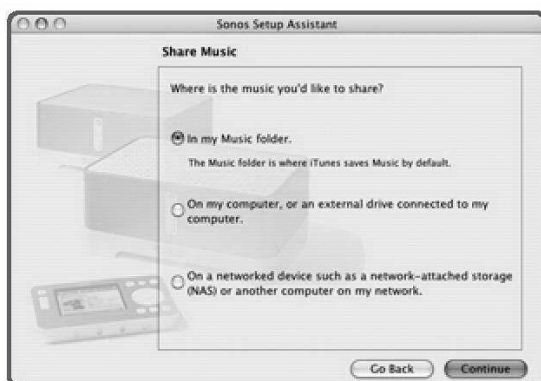 Sonos Setup Assistant
Share Music
Where is the music you'd like to share?
In my Music folder.
The Music folder is where iTunes saves Music by default.
On my computer, or an external drive connected to my
computer.
On a networked device such as a network-attached storage
(NAS) or another computer on my network.
Go Back
Continue